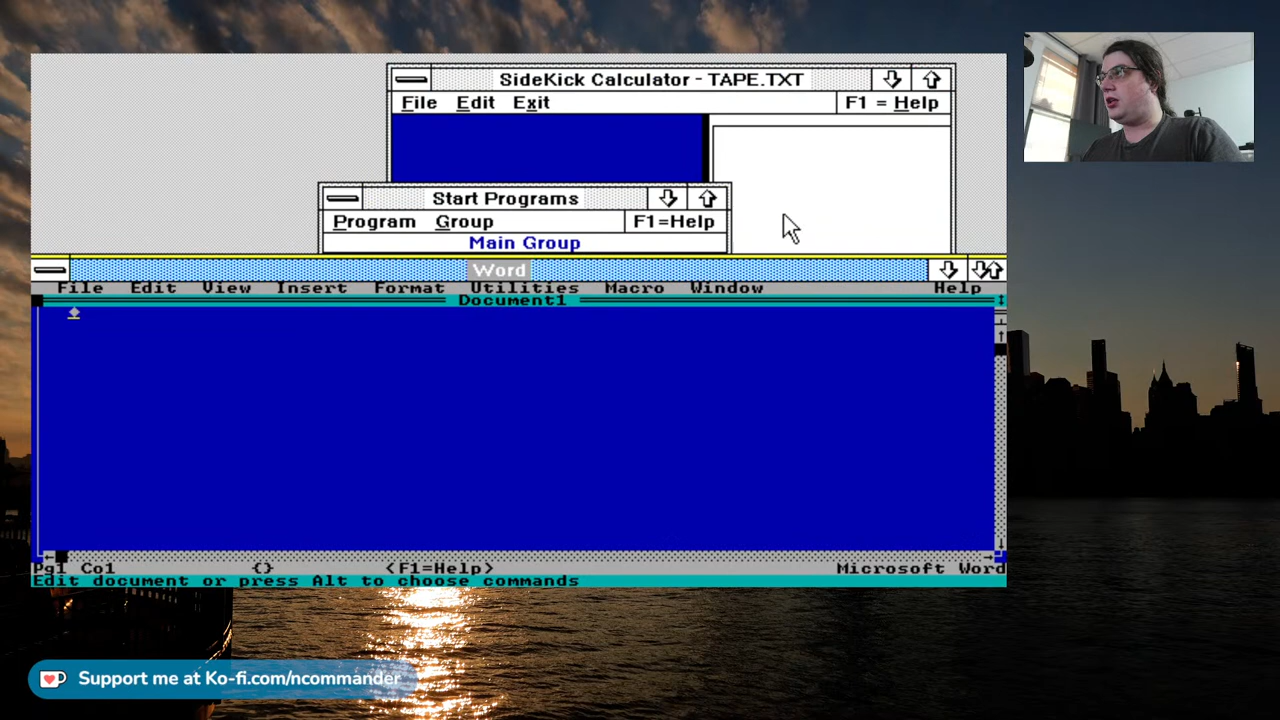 SideKick Calculator - TAPE.TXT
File Edit Exit F1 = Help
Start Programs
Program Group F1=Help
Main Group
Word
File Edit View Insert Format Utilities Macro Window Help
Document1
Pg1 Co1 {} <F1=Help> Microsoft Word
Edit document or press Alt to choose commands
Support me at Ko-fi.com/ncommander